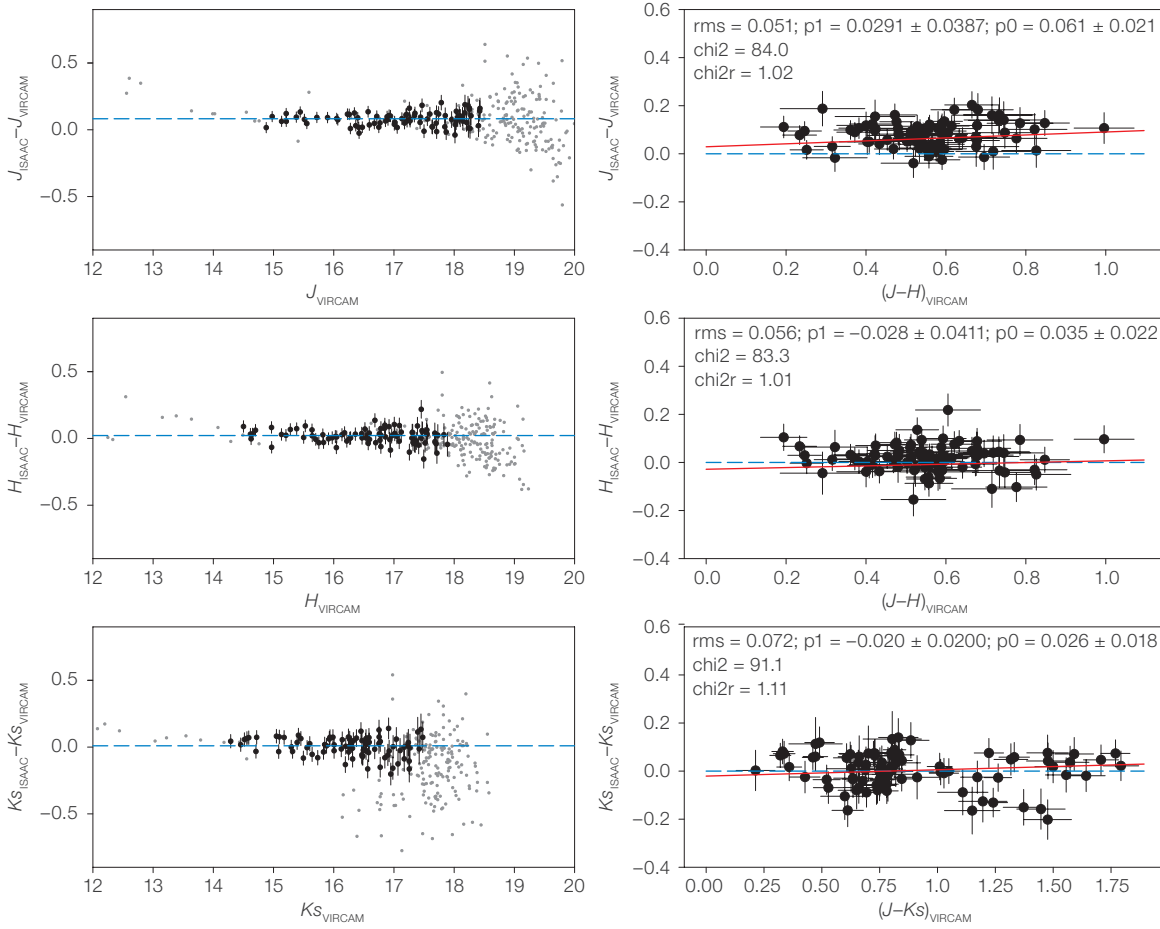 0.5
0.0
−0.5
J_ISAAC–J_VIRCAM
12 13 14 15 16 17 18 19 20
J_VIRCAM
0.6
0.4
0.2
0.0
−0.2
−0.4
J_ISAAC–J_VIRCAM
rms = 0.051; p1 = 0.0291 ± 0.0387; p0 = 0.061 ± 0.021
chi2 = 84.0
chi2r = 1.02
0.0 0.2 0.4 0.6 0.8 1.0
(J–H)_VIRCAM
0.5
0.0
−0.5
H_ISAAC–H_VIRCAM
12 13 14 15 16 17 18 19 20
H_VIRCAM
0.6
0.4
0.2
0.0
−0.2
−0.4
H_ISAAC–H_VIRCAM
rms = 0.056; p1 = −0.028 ± 0.0411; p0 = 0.035 ± 0.022
chi2 = 83.3
chi2r = 1.01
0.0 0.2 0.4 0.6 0.8 1.0
(J–H)_VIRCAM
0.5
0.0
−0.5
Ks_ISAAC–Ks_VIRCAM
12 13 14 15 16 17 18 19 20
Ks_VIRCAM
0.6
0.4
0.2
0.0
−0.2
−0.4
Ks_ISAAC–Ks_VIRCAM
rms = 0.072; p1 = −0.020 ± 0.0200; p0 = 0.026 ± 0.018
chi2 = 91.1
chi2r = 1.11
0.00 0.25 0.50 0.75 1.0 1.25 1.50 1.75
(J–Ks)_VIRCAM